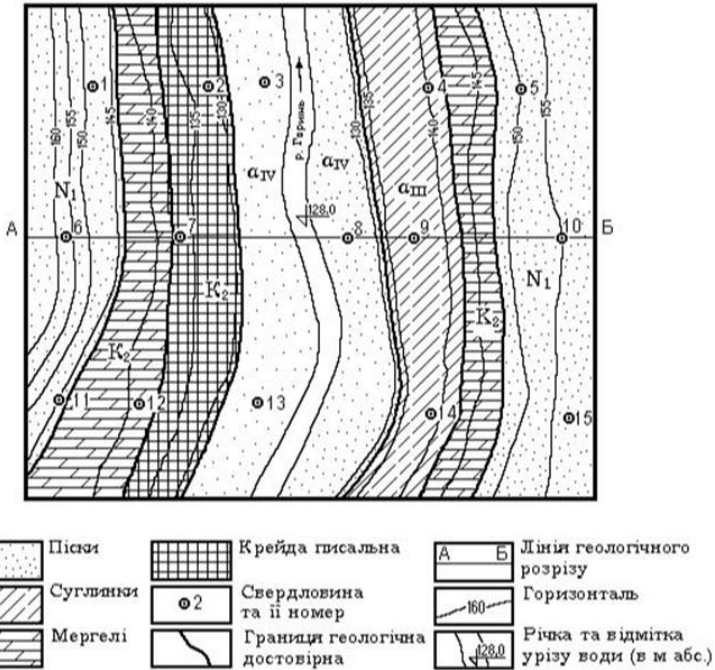 1
2
3
4
5
160
155
150
145
140
135
130
р. Горинь
130
135
140
145
150
155
N₁
aIV
aIV
aIII
128.0
А
6
7
8
9
10
Б
K₂
N₁
K₂
K₂
11
12
13
14
15
Піски
Крейда писальна
А Б
Лінія геологічного
розрізу
Суглинки
2
Свердловина
та її номер
160
Горизонталь
Мергелі
Границя геологічна
достовірна
128.0
Річка та відмітка
урізу води (в м абс.)